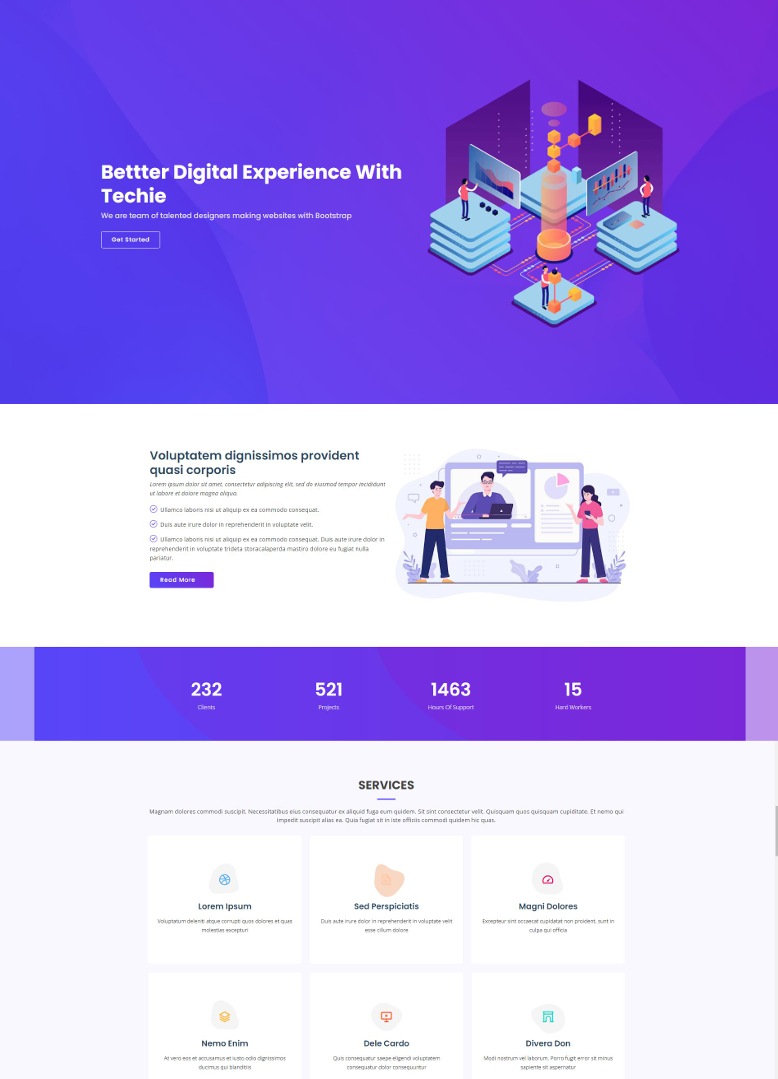 Bettter Digital Experience With
Techie
We are team of talented designers making websites with Bootstrap
Get Started
Voluptatem dignissimos provident
quasi corporis
Lorem ipsum dolor sit amet, consectetur adipiscing elit, sed do eiusmod tempor incididunt
ut labore et dolore magna aliqua.
Ullamco laboris nisi ut aliquip ex ea commodo consequat.
Duis aute irure dolor in reprehenderit in voluptate velit.
Ullamco laboris nisi ut aliquip ex ea commodo consequat. Duis aute irure dolor in
reprehenderit in voluptate trideta storacalaperda mastiro dolore eu fugiat nulla
pariatur.
Read More
232
521
1463
15
Clients
Projects
Hours Of Support
Hard Workers
SERVICES
Magnam dolores commodi suscipit. Necessitatibus eius consequatur ex aliquid fuga eum quidem. Sit sint consectetur velit. Quisquam quos quisquam cupiditate. Et nemo qui
impedit suscipit alias ea. Quia fugiat sit in iste officiis commodi quidem hic quas.
Lorem Ipsum
Voluptatum deleniti atque corrupti quos dolores et quas
molestias excepturi
Sed Perspiciatis
Duis aute irure dolor in reprehenderit in voluptate velit
esse cillum dolore
Magni Dolores
Excepteur sint occaecat cupidatat non proident, sunt in
culpa qui officia
Nemo Enim
At vero eos et accusamus et iusto odio dignissimos
ducimus qui blanditiis
Dele Cardo
Quis consequatur saepe eligendi voluptatem
consequatur dolor consequuntur
Divera Don
Modi nostrum vel laborum. Porro fugit error sit minus
sapiente sit aspernatur